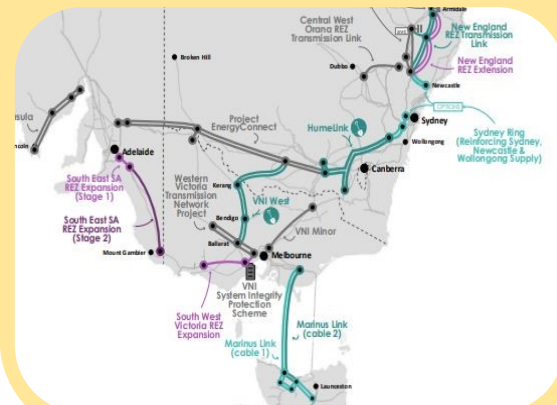 Armidale
New England
REZ Transmission
Link
New England
REZ Extension
Central West
Orana REZ
Transmission Link
Broken Hill
Dubbo
Newcastle
Sydney
Sydney Ring
(Reinforcing Sydney,
Newcastle &
Wollongong Supply)
Wollongong
Project
EnergyConnect
HumeLink
Canberra
Adelaide
South East SA
REZ Expansion
(Stage 1)
South East SA
REZ Expansion
(Stage 2)
Mount Gambier
Western
Victoria
Transmission
Network
Project
Kerang
VNI West
Bendigo
Ballarat
VNI Minor
Melbourne
VNI
System Integrity
Protection
Scheme
South West
Victoria REZ
Expansion
Marinus Link
(cable 1)
Marinus Link
(cable 2)
Launceston